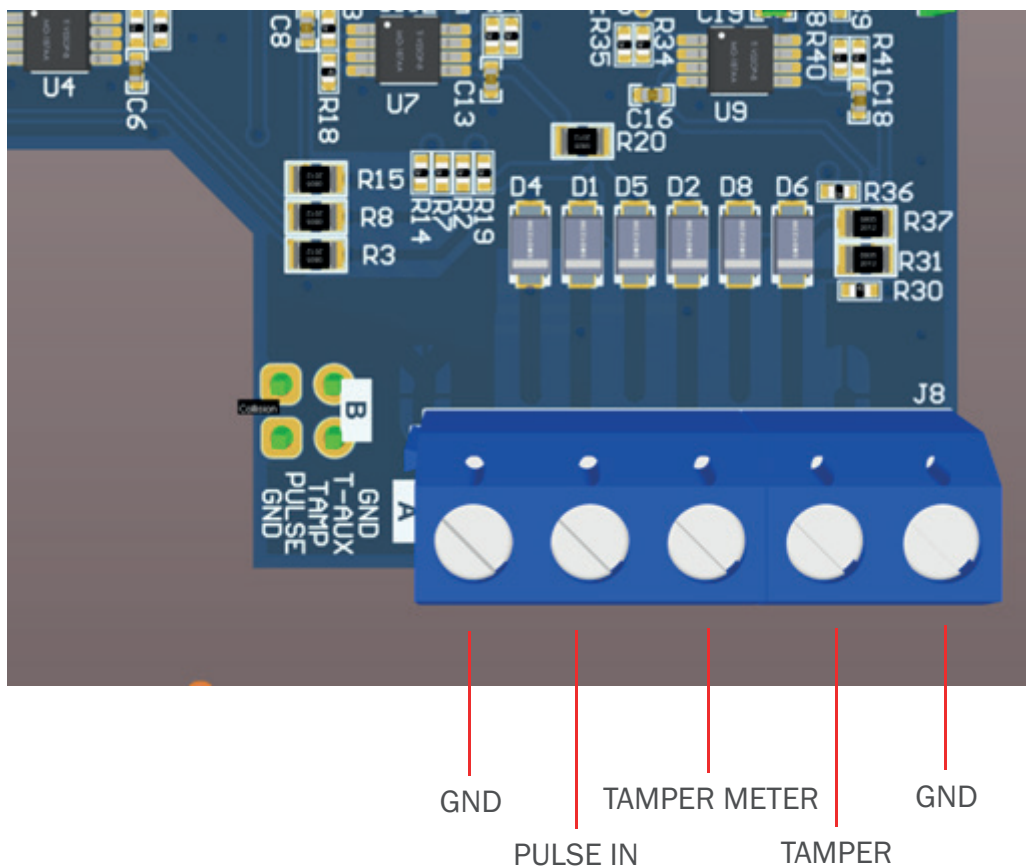 U4
C6
C8
R18
U7
C13
R35
R34
C16
U9
C19
R40
R9
R41
C18
R20
R15
R8
R3
R14
R7
R2
R19
D4 D1 D5 D2 D8 D6
R36
R37
R31
R30
J8
Collision
B
A
GND
PULSE
TAMP
T-AUX
GND
GND
TAMPER METER
GND
PULSE IN
TAMPER